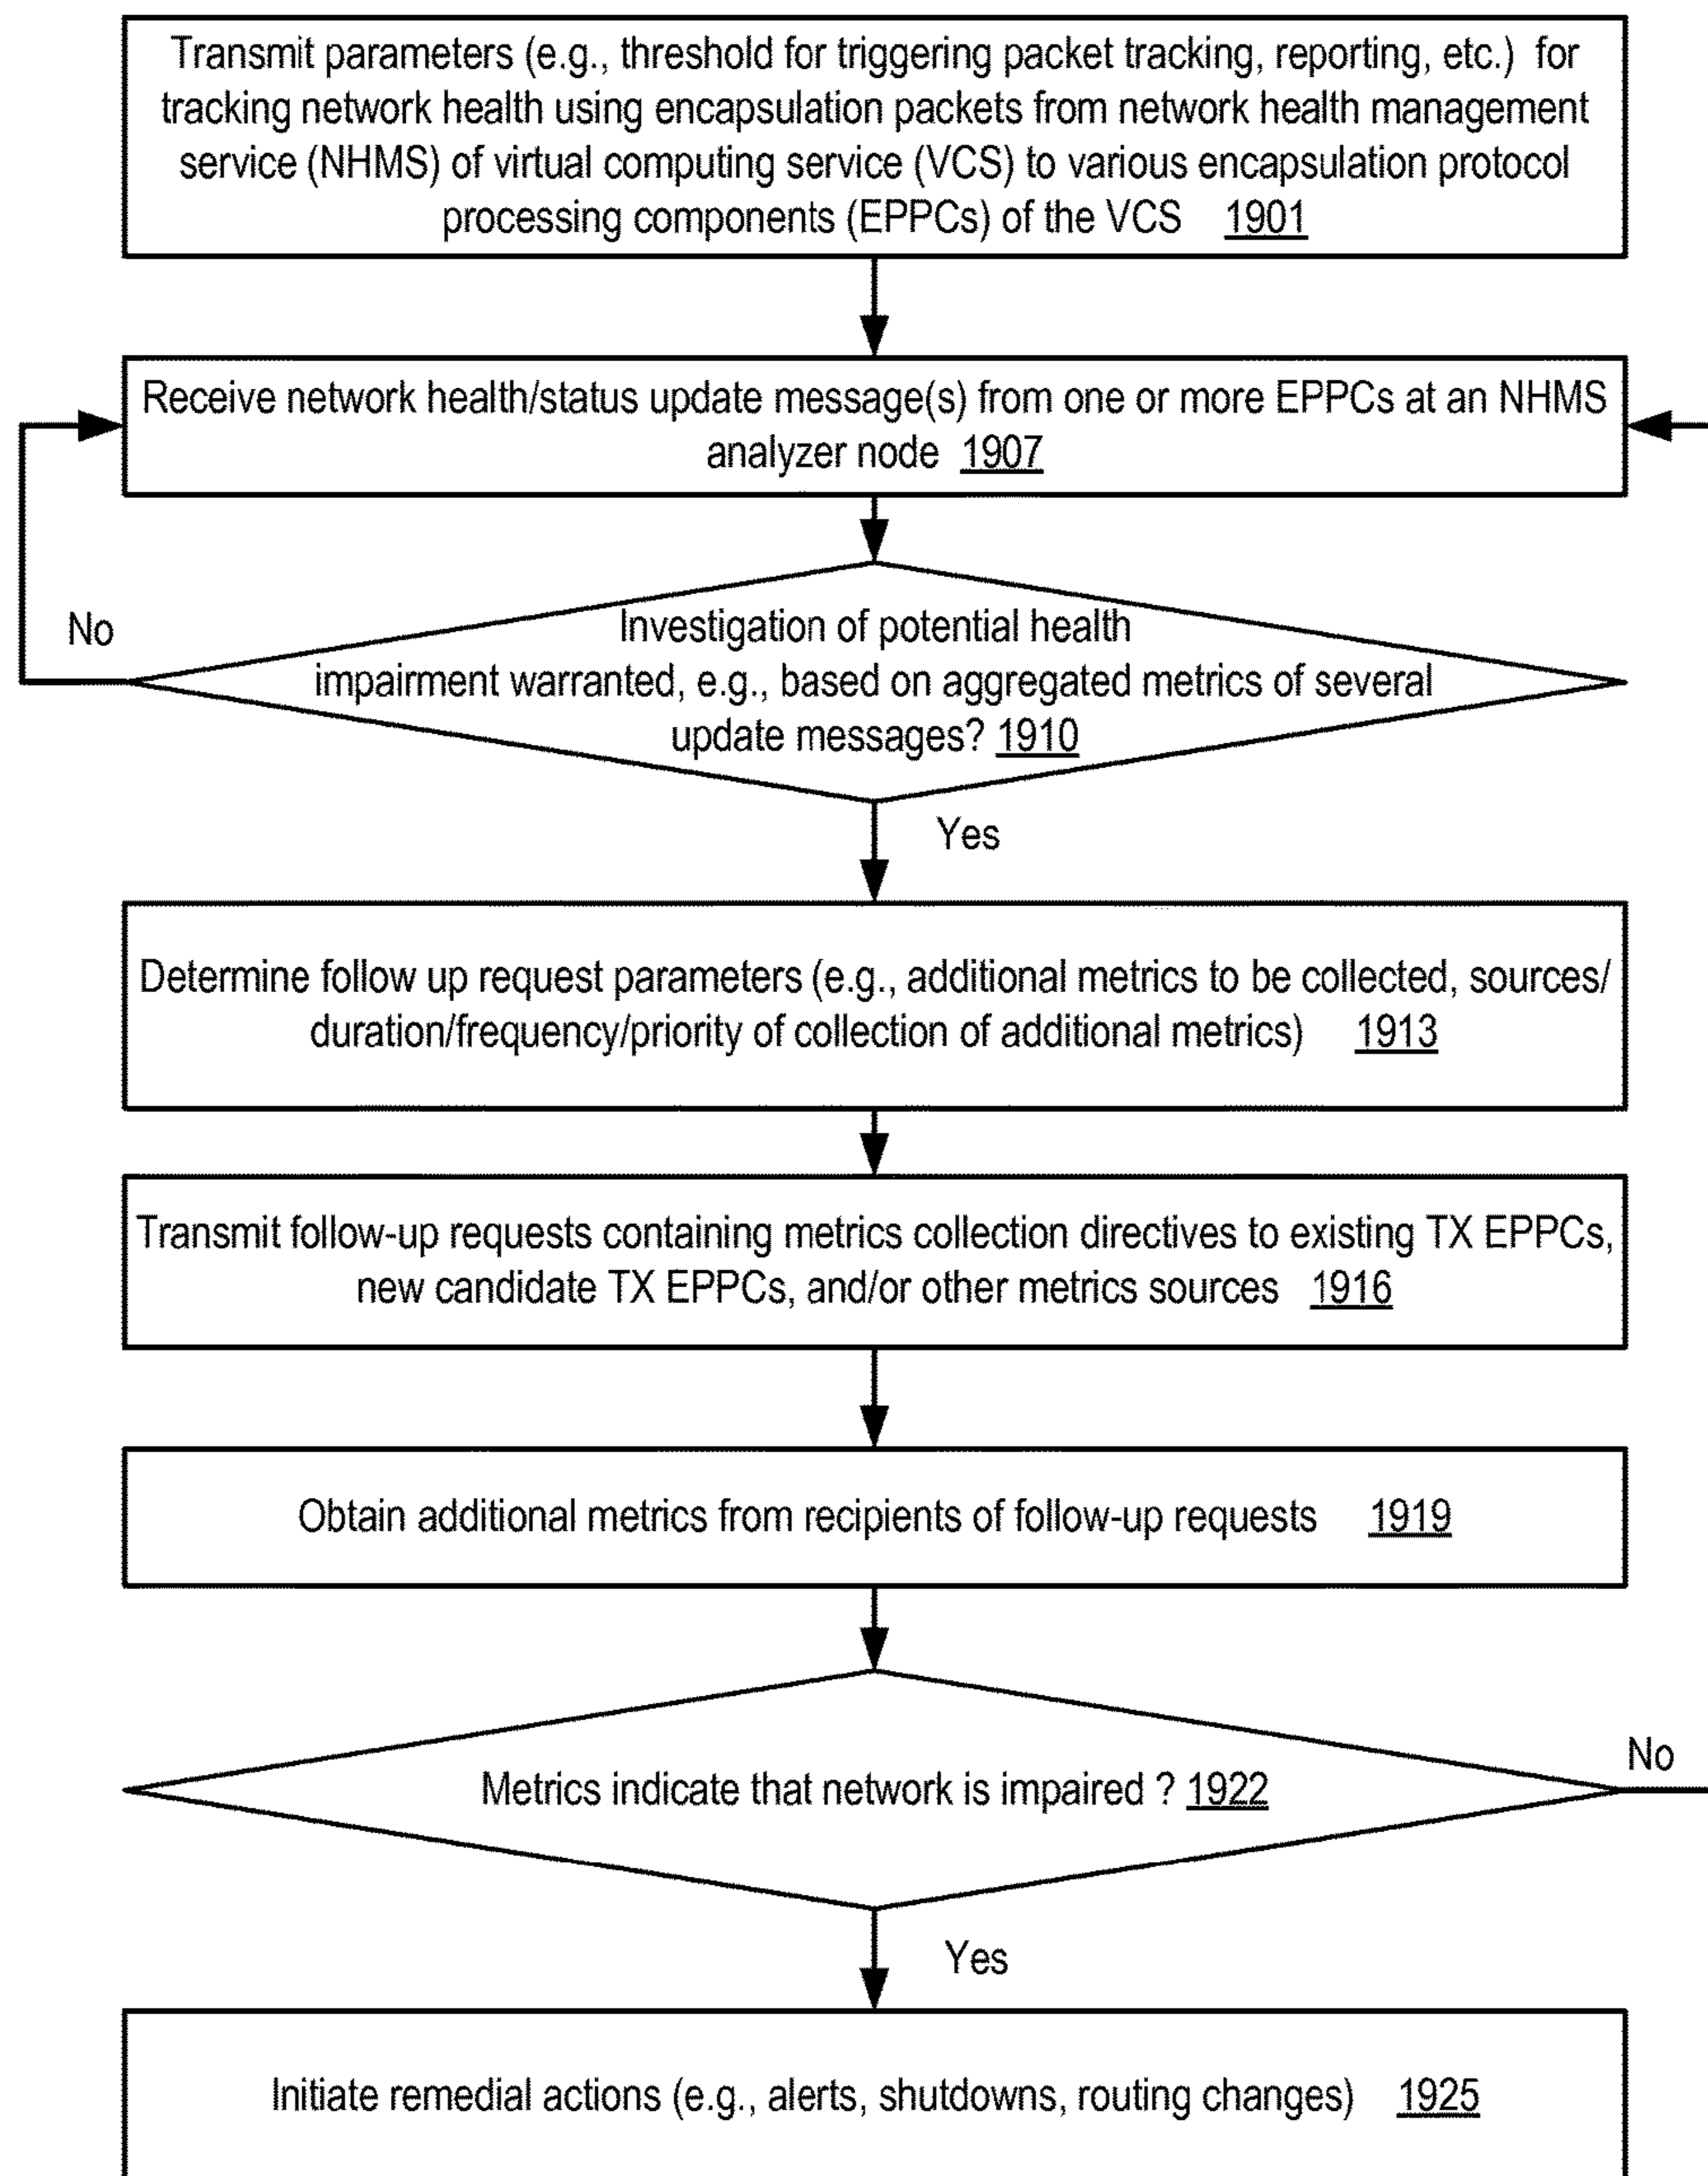 Transmit parameters (e.g., threshold for triggering packet tracking, reporting, etc.) for
tracking network health using encapsulation packets from network health management
service (NHMS) of virtual computing service (VCS) to various encapsulation protocol
processing components (EPPCs) of the VCS 1901
Receive network health/status update message(s) from one or more EPPCs at an NHMS
analyzer node 1907
No
Investigation of potential health
impairment warranted, e.g., based on aggregated metrics of several
update messages? 1910
Yes
Determine follow up request parameters (e.g., additional metrics to be collected, sources/
duration/frequency/priority of collection of additional metrics) 1913
Transmit follow-up requests containing metrics collection directives to existing TX EPPCs,
new candidate TX EPPCs, and/or other metrics sources 1916
Obtain additional metrics from recipients of follow-up requests 1919
No
Metrics indicate that network is impaired ? 1922
Yes
Initiate remedial actions (e.g., alerts, shutdowns, routing changes) 1925